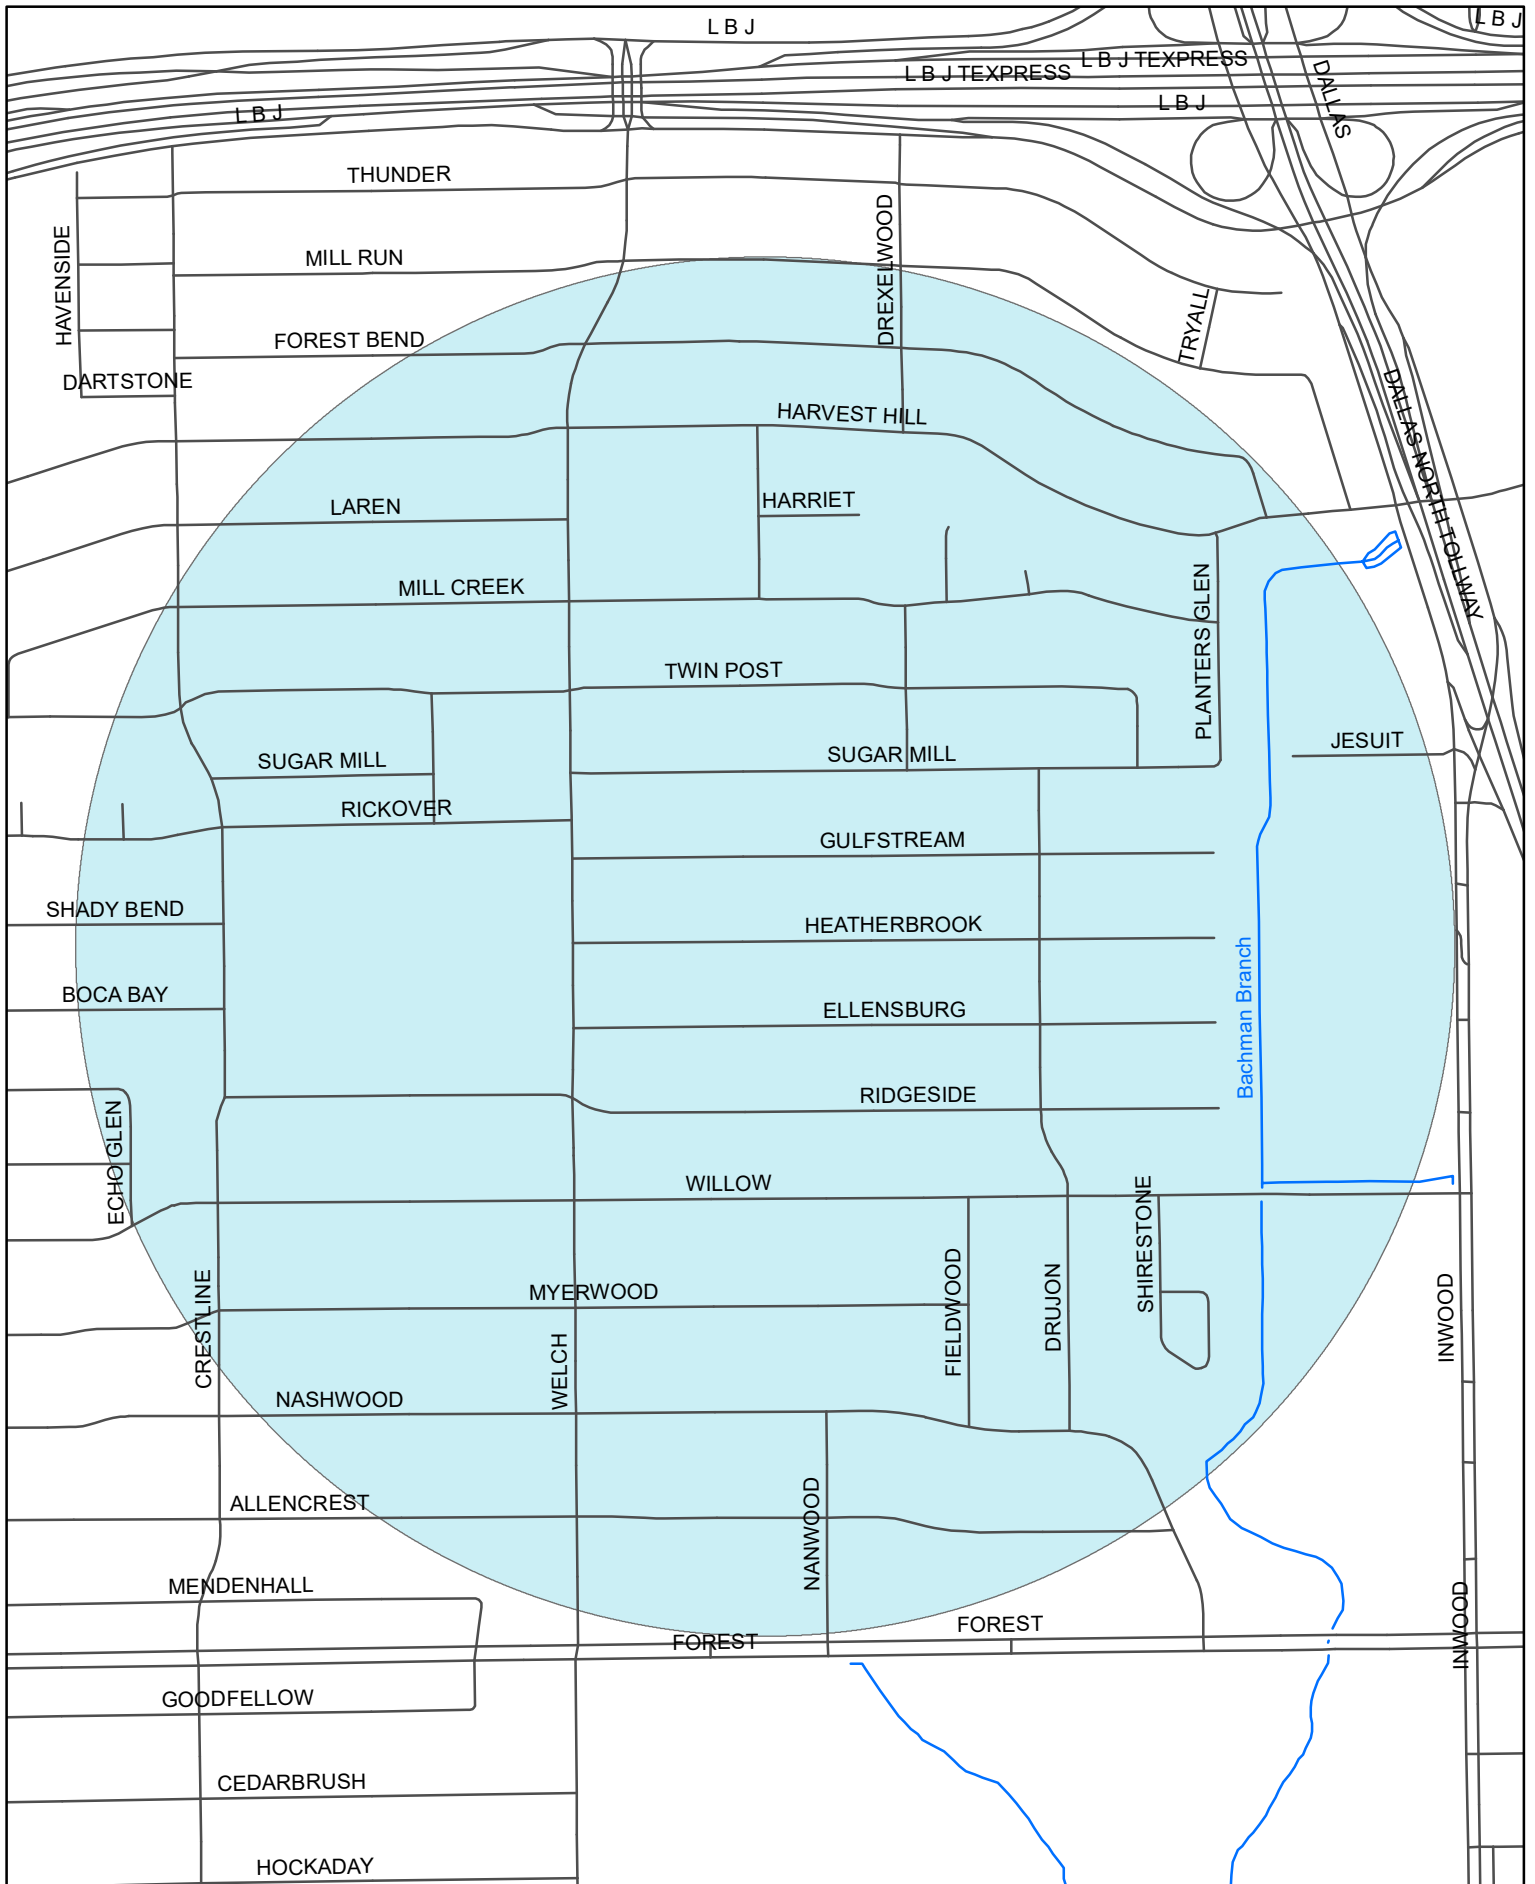 L B J
L B J
L B J TEXPRESS
L B J TEXPRESS
L B J
L B J
DALLAS
THUNDER
DREXELWOOD
HAVENSIDE
MILL RUN
TRYALL
FOREST BEND
DARTSTONE
DALLAS NORTH TOLLWAY
HARVEST HILL
LAREN
HARRIET
MILL CREEK
PLANTERS GLEN
TWIN POST
JESUIT
SUGAR MILL
SUGAR MILL
RICKOVER
GULFSTREAM
SHADY BEND
HEATHERBROOK
Bachman Branch
BOCA BAY
ELLENSBURG
RIDGESIDE
ECHO GLEN
WILLOW
SHIRESTONE
CRESTLINE
MYERWOOD
FIELDWOOD
DRUJON
INWOOD
WELCH
NASHWOOD
ALLENCREST
NANWOOD
MENDENHALL
FOREST
FOREST
INWOOD
GOODFELLOW
CEDARBRUSH
HOCKADAY